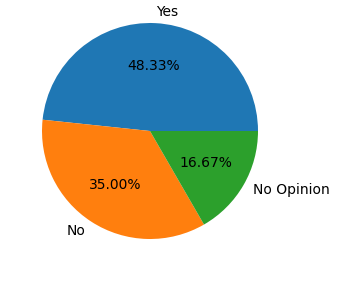 Yes
48.33%
16.67%
35.00%
No Opinion
No